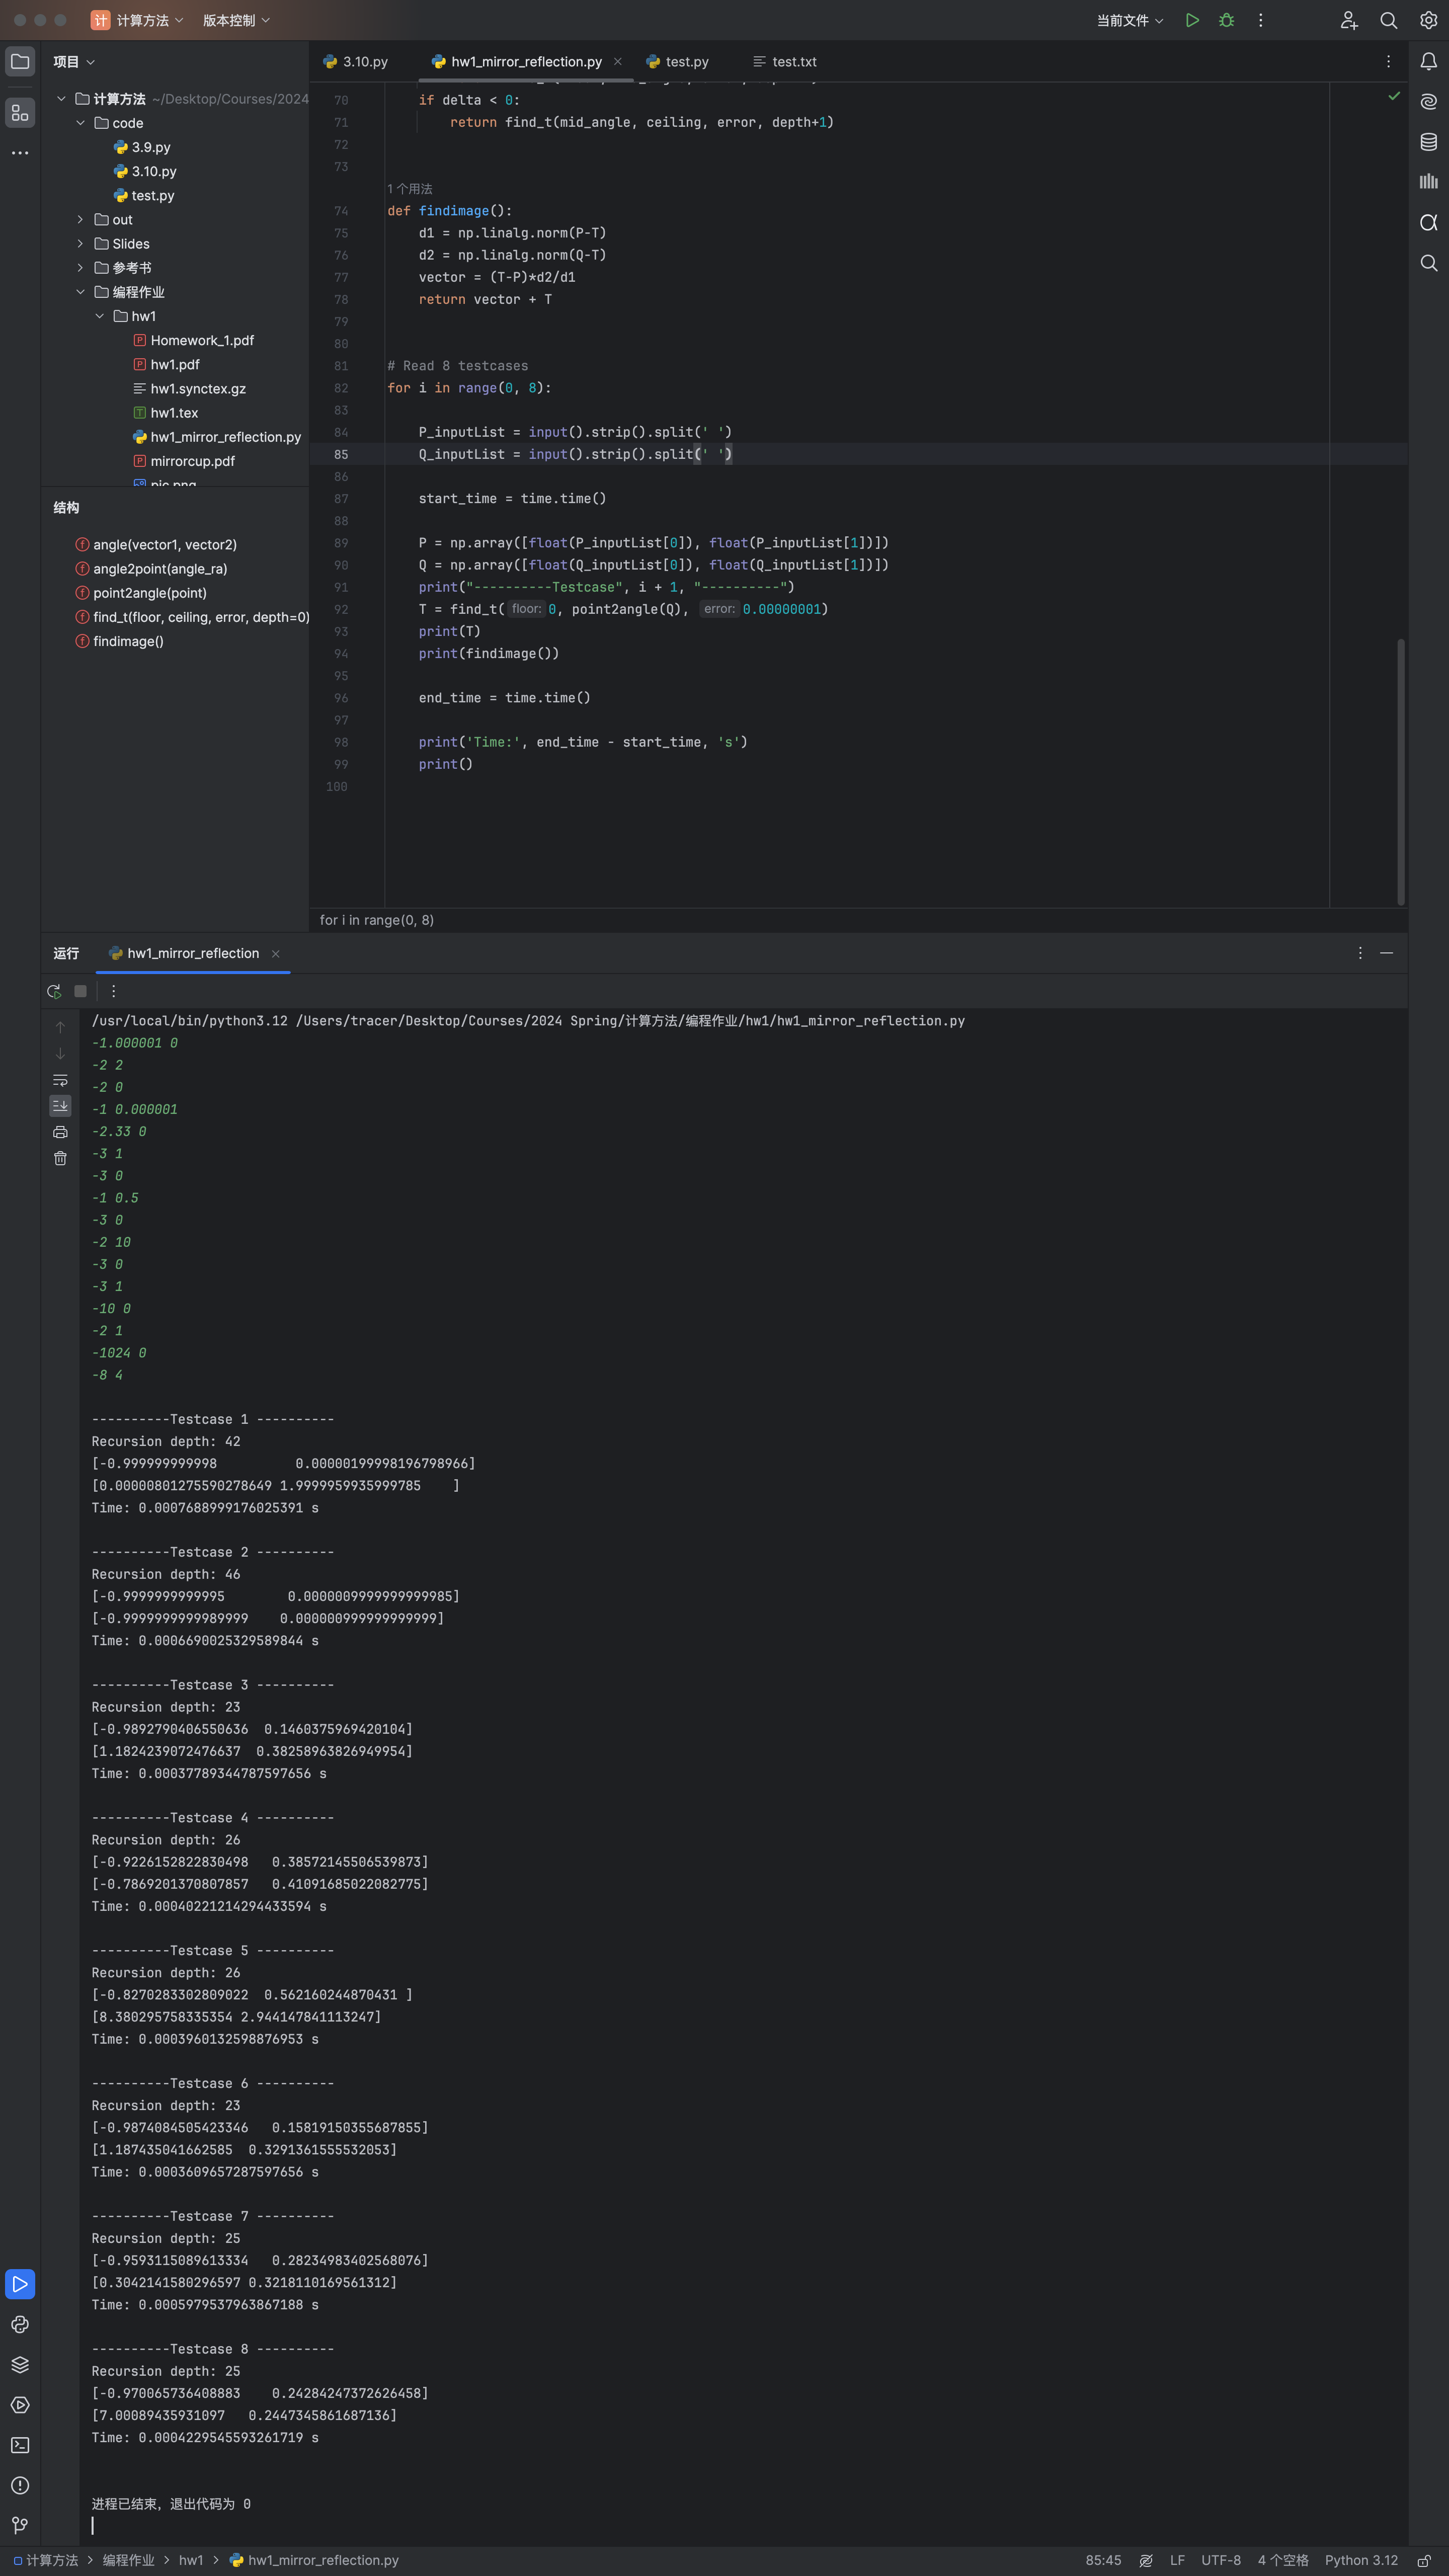 计 计算方法 版本控制 当前文件
项目
计算方法 ~/Desktop/Courses/2024
code
3.9.py
3.10.py
test.py
out
Slides
参考书
编程作业
hw1
Homework_1.pdf
hw1.pdf
hw1.synctex.gz
hw1.tex
hw1_mirror_reflection.py
mirrorcup.pdf
pic.png
结构
angle(vector1, vector2)
angle2point(angle_ra)
point2angle(point)
find_t(floor, ceiling, error, depth=0)
findimage()
3.10.py hw1_mirror_reflection.py test.py test.txt
70 if delta < 0:
71 return find_t(mid_angle, ceiling, error, depth+1)
72
73
1 个用法
74 def findimage():
75 d1 = np.linalg.norm(P-T)
76 d2 = np.linalg.norm(Q-T)
77 vector = (T-P)*d2/d1
78 return vector + T
79
80
81 # Read 8 testcases
82 for i in range(0, 8):
83
84 P_inputList = input().strip().split(' ')
85 Q_inputList = input().strip().split(' ')
86
87 start_time = time.time()
88
89 P = np.array([float(P_inputList[0]), float(P_inputList[1])])
90 Q = np.array([float(Q_inputList[0]), float(Q_inputList[1])])
91 print("----------Testcase", i + 1, "----------")
92 T = find_t( floor: 0, point2angle(Q), error: 0.00000001)
93 print(T)
94 print(findimage())
95
96 end_time = time.time()
97
98 print('Time:', end_time - start_time, 's')
99 print()
100
for i in range(0, 8)
运行 hw1_mirror_reflection
/usr/local/bin/python3.12 /Users/tracer/Desktop/Courses/2024 Spring/计算方法/编程作业/hw1/hw1_mirror_reflection.py
-1.000001 0
-2 2
-2 0
-1 0.000001
-2.33 0
-3 1
-3 0
-1 0.5
-3 0
-2 10
-3 0
-3 1
-10 0
-2 1
-1024 0
-8 4
----------Testcase 1 ----------
Recursion depth: 42
[-0.999999999998 0.00000199998196798966]
[0.00000801275590278649 1.9999959935999785 ]
Time: 0.0007688999176025391 s
----------Testcase 2 ----------
Recursion depth: 46
[-0.9999999999995 0.0000009999999999985]
[-0.9999999999989999 0.000000999999999999]
Time: 0.0006690025329589844 s
----------Testcase 3 ----------
Recursion depth: 23
[-0.9892790406550636 0.1460375969420104]
[1.1824239072476637 0.38258963826949954]
Time: 0.00037789344787597656 s
----------Testcase 4 ----------
Recursion depth: 26
[-0.9226152822830498 0.38572145506539873]
[-0.7869201370807857 0.41091685022082775]
Time: 0.00040221214294433594 s
----------Testcase 5 ----------
Recursion depth: 26
[-0.8270283302809022 0.562160244870431 ]
[8.380295758335354 2.944147841113247]
Time: 0.0003960132598876953 s
----------Testcase 6 ----------
Recursion depth: 23
[-0.9874084505423346 0.15819150355687855]
[1.187435041662585 0.3291361555532053]
Time: 0.0003609657287597656 s
----------Testcase 7 ----------
Recursion depth: 25
[-0.9593115089613334 0.28234983402568076]
[0.3042141580296597 0.3218110169561312]
Time: 0.0005979537963867188 s
----------Testcase 8 ----------
Recursion depth: 25
[-0.970065736408883 0.24284247372626458]
[7.00089435931097 0.2447345861687136]
Time: 0.0004229545593261719 s
进程已结束，退出代码为 0
计算方法 > 编程作业 > hw1 > hw1_mirror_reflection.py 85:45 LF UTF-8 4 个空格 Python 3.12